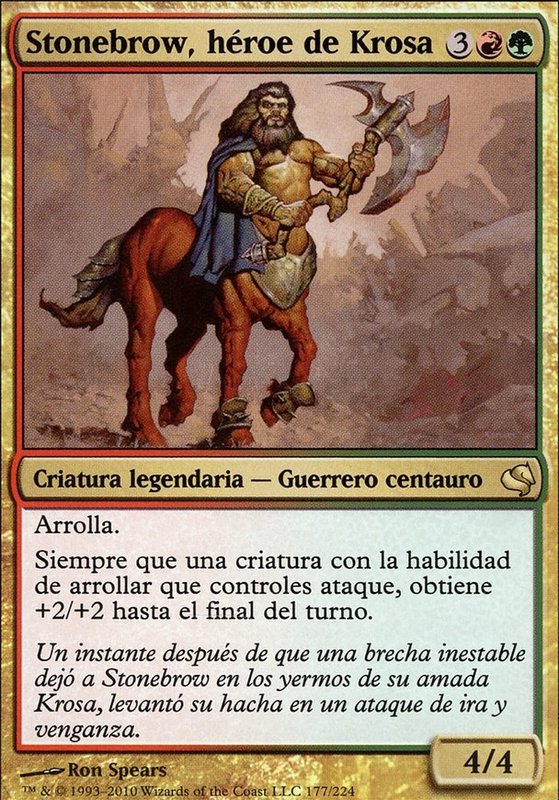 Stonebrow, héroe de Krosa 3
Criatura legendaria — Guerrero centauro
Arrolla.
Siempre que una criatura con la habilidad
de arrollar que controles ataque, obtiene
+2/+2 hasta el final del turno.
Un instante después de que una brecha inestable
dejó a Stonebrow en los yermos de su amada
Krosa, levantó su hacha en un ataque de ira y
venganza.
4/4
Ron Spears
™ & © 1993–2010 Wizards of the Coast LLC 177/224